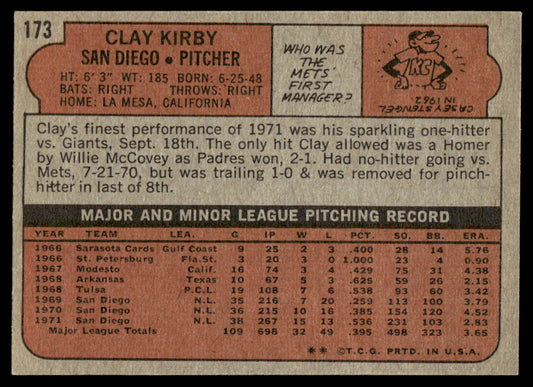 173
CLAY KIRBY
SAN DIEGO • PITCHER
HT: 6' 3" WT: 185 BORN: 6-25-48
BATS: RIGHT THROWS: RIGHT
HOME: LA MESA, CALIFORNIA
WHO WAS
THE
METS'
FIRST
MANAGER?
CASEY STENGEL
IN 1962.
Clay's finest performance of 1971 was his sparkling one-hitter
vs. Giants, Sept. 18th. The only hit Clay allowed was a Homer
by Willie McCovey as Padres won, 2-1. Had no-hitter going vs.
Mets, 7-21-70, but was trailing 1-0 & was removed for pinch-
hitter in last of 8th.
MAJOR AND MINOR LEAGUE PITCHING RECORD
YEAR TEAM LEA. G IP W L PCT. SO. BB. ERA.
1966 Sarasota Cards Gulf Coast 9 25 2 3 .400 28 14 5.76
1966 St. Petersburg Fla.St. 3 20 3 0 1.000 23 4 0.90
1967 Modesto Calif. 16 74 3 4 .429 75 31 4.38
1968 Arkansas Texas 10 67 5 3 .625 59 26 2.15
1968 Tulsa P.C.L. 19 108 7 6 .538 93 60 3.42
1969 San Diego N.L. 35 216 7 20 .259 113 100 3.79
1970 San Diego N.L. 36 215 10 16 .385 154 120 4.52
1971 San Diego N.L. 38 267 15 13 .536 231 103 2.83
Major League Totals 109 698 32 49 .395 498 323 3.65
** ©T.C.G. PRTD. IN U.S.A.